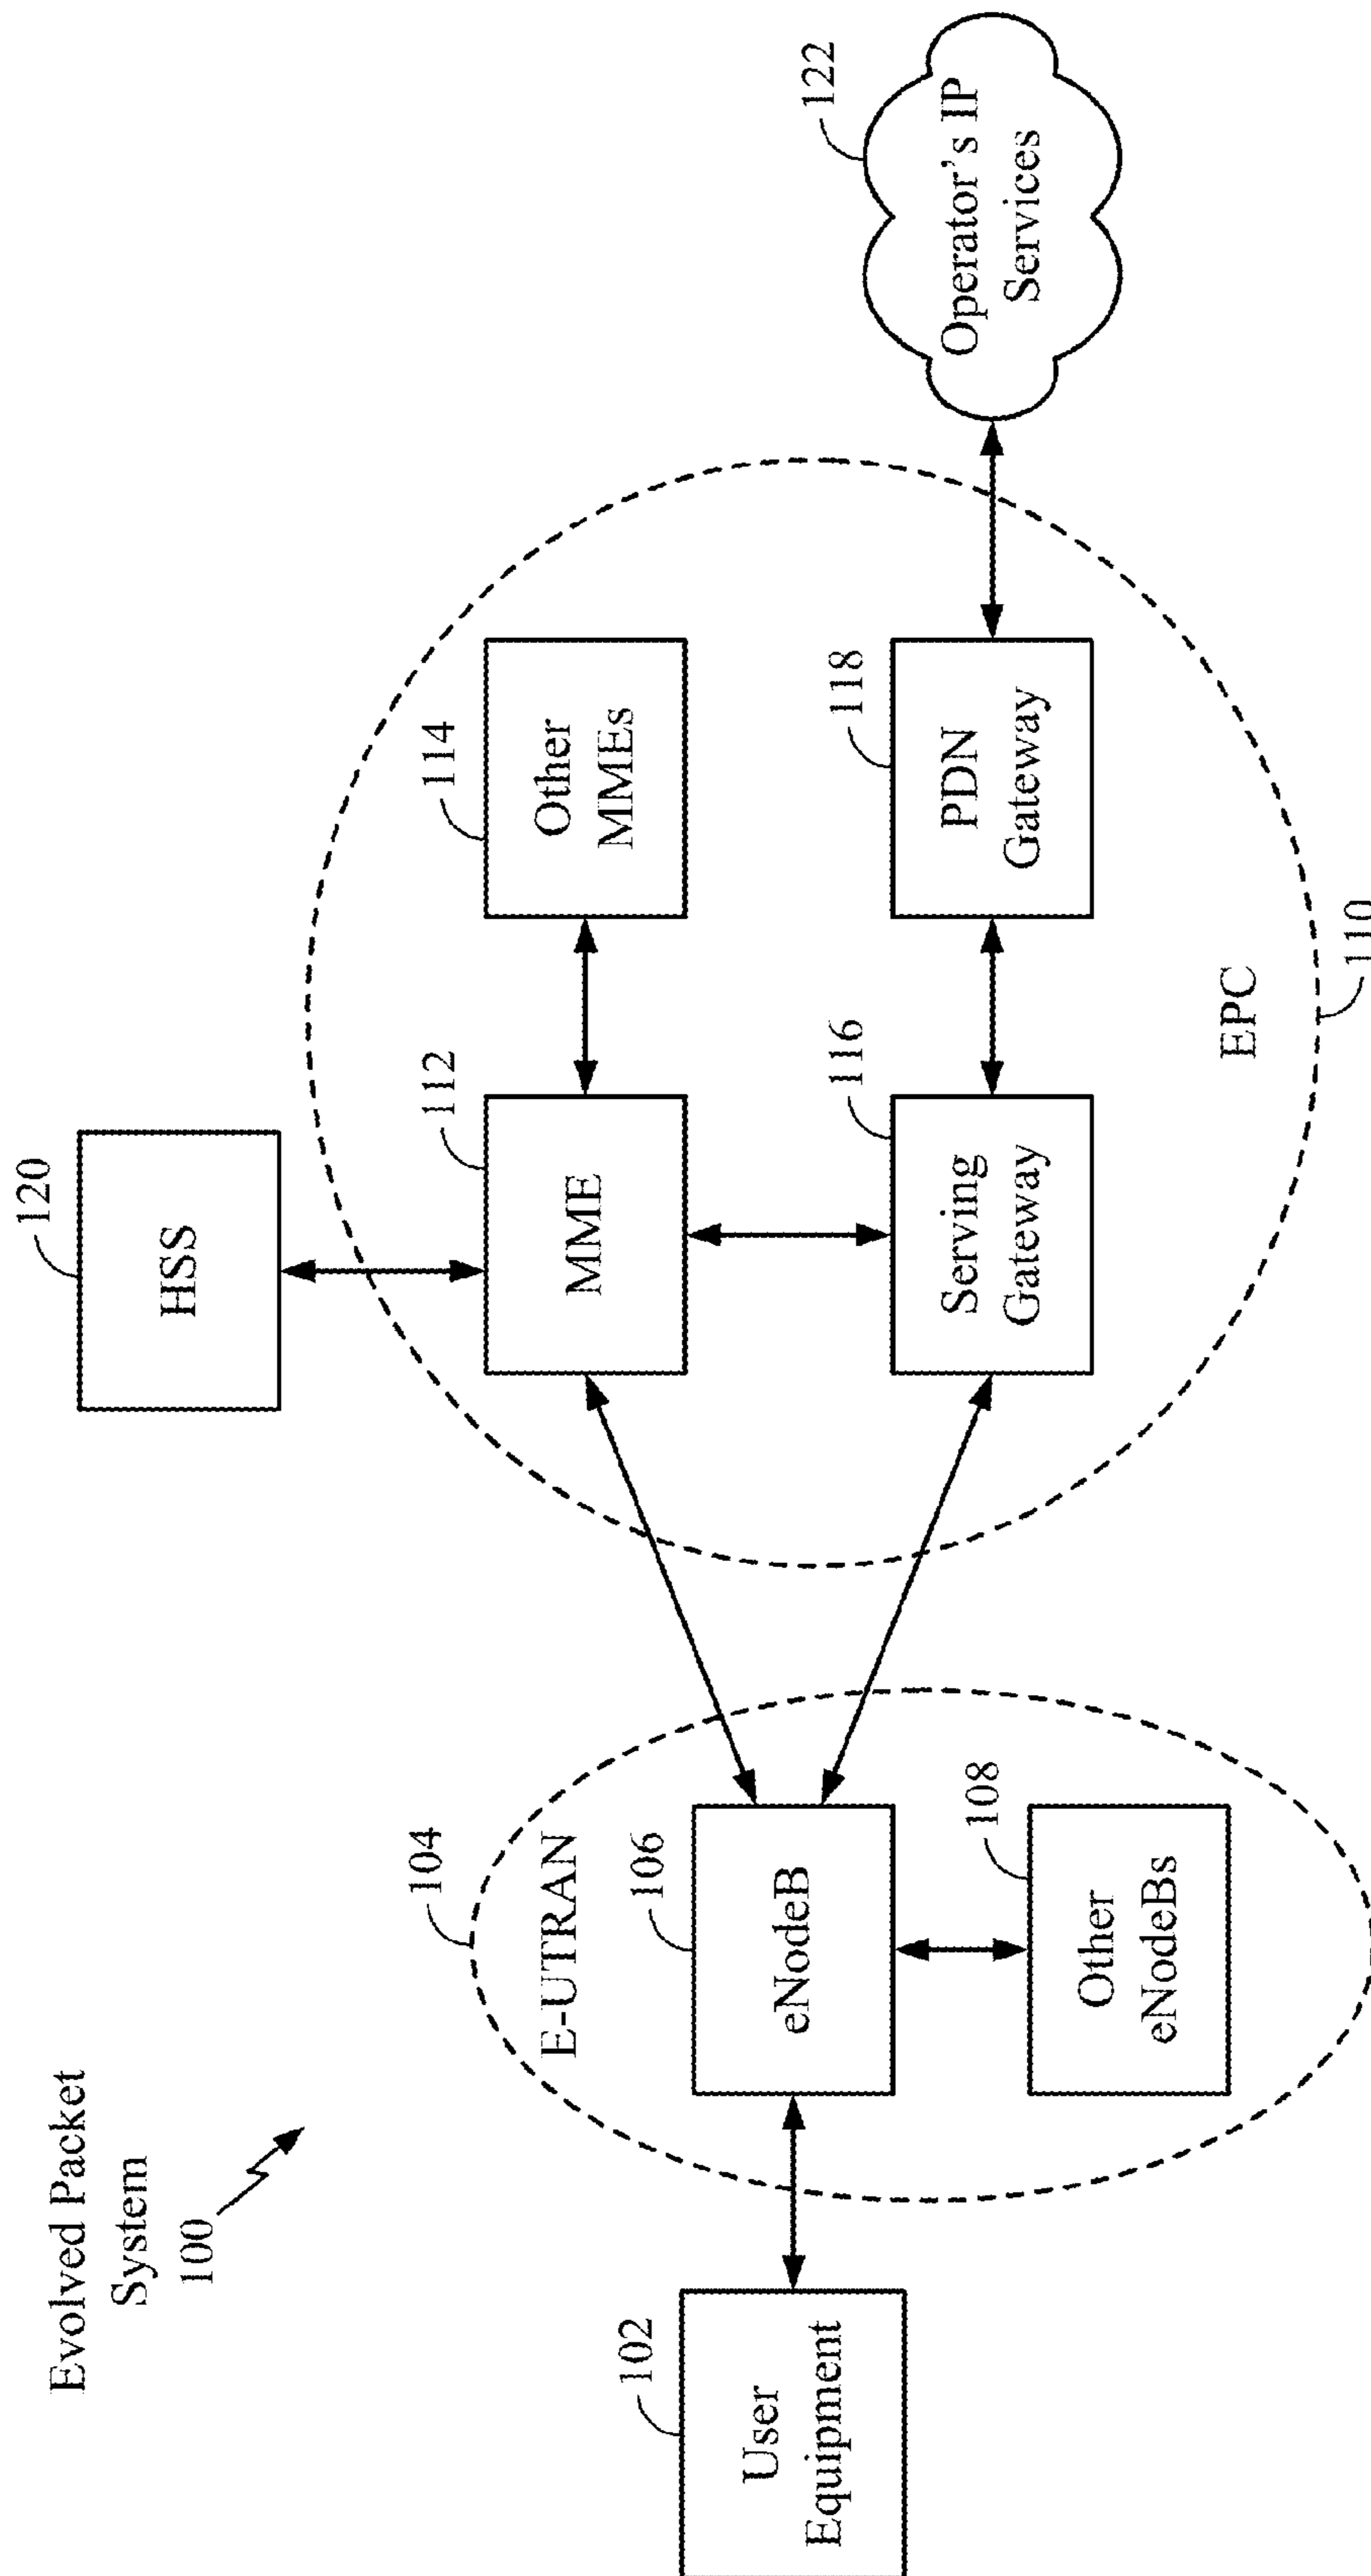 Evolved Packet
System
100
120
HSS
104
E-UTRAN
112
MME
114
Other
MMEs
102
User
Equipment
106
eNodeB
108
Other
eNodeBs
116
Serving
Gateway
118
PDN
Gateway
122
Operator's IP
Services
EPC
110